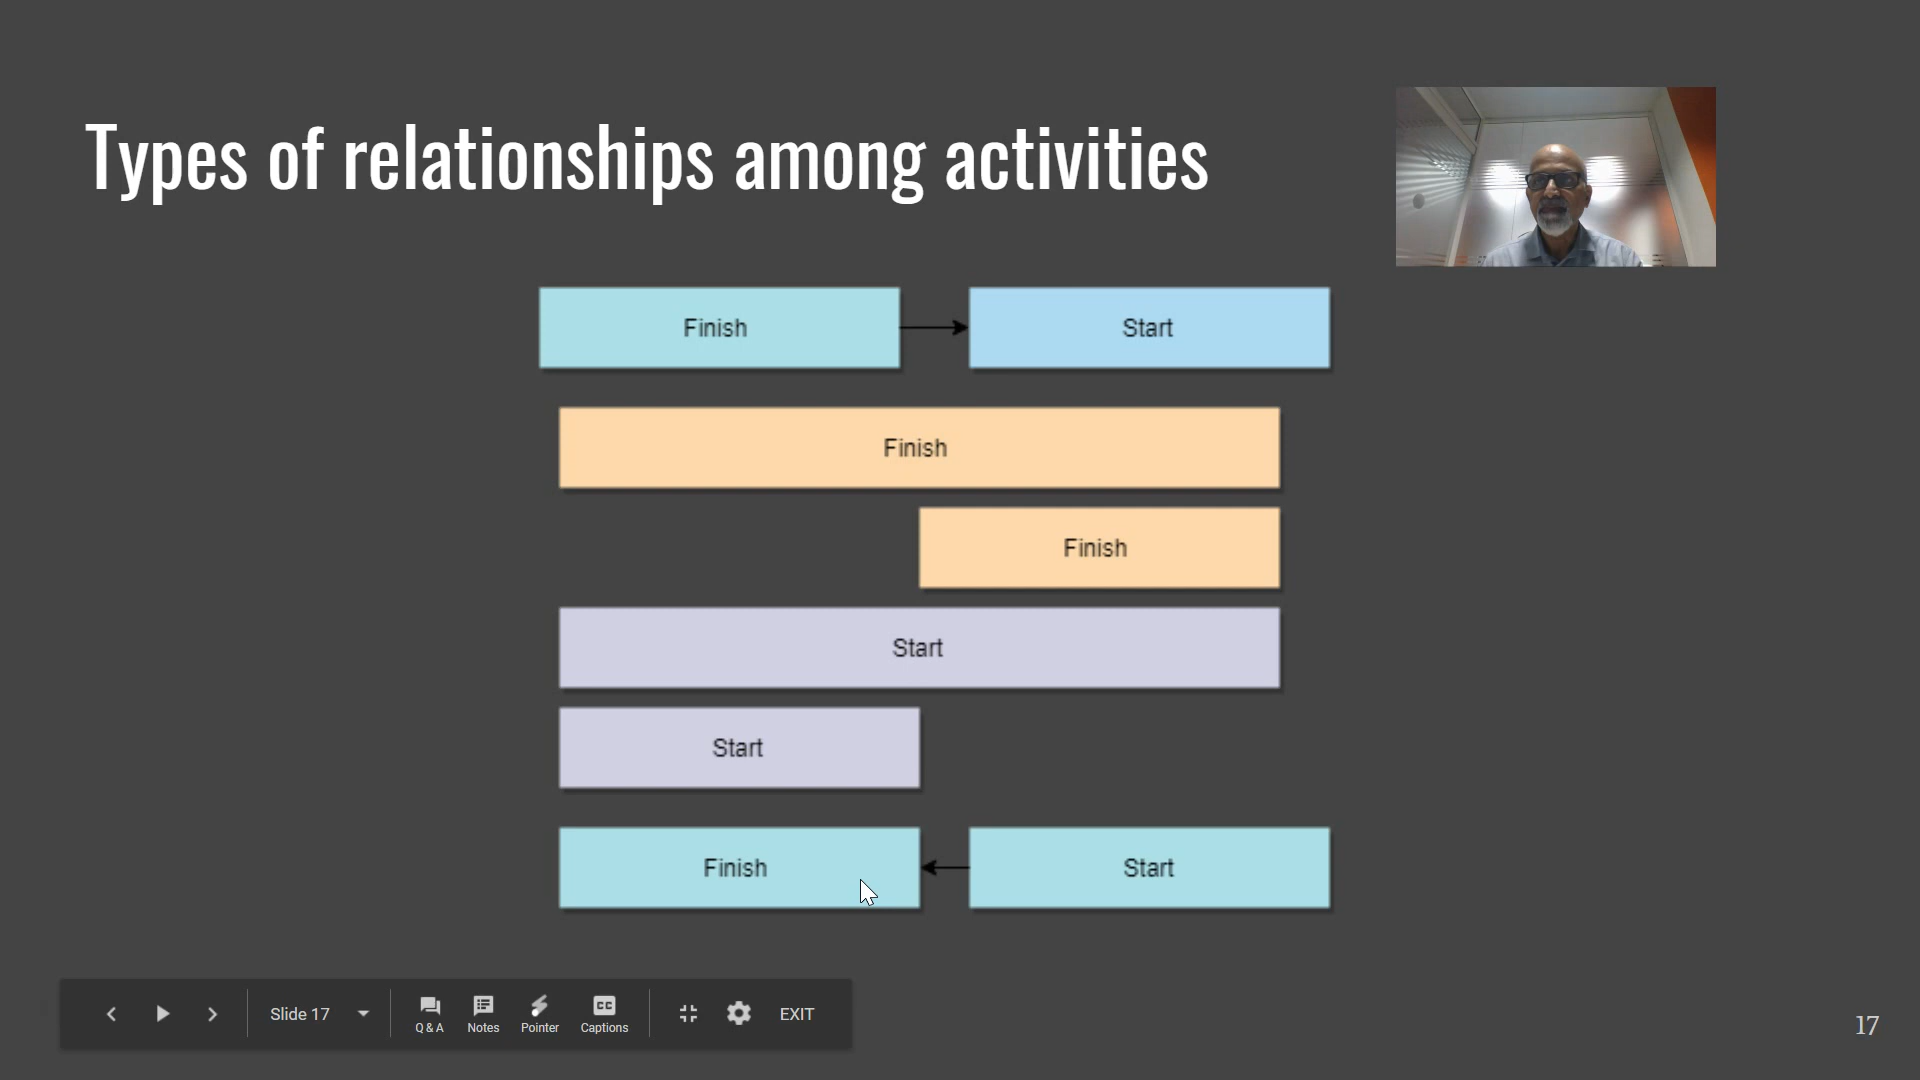 Types of relationships among activities
Finish
Start
Finish
Finish
Start
Start
Finish
Start
Slide 17
Q & A
Notes
Pointer
CC
Captions
EXIT
17